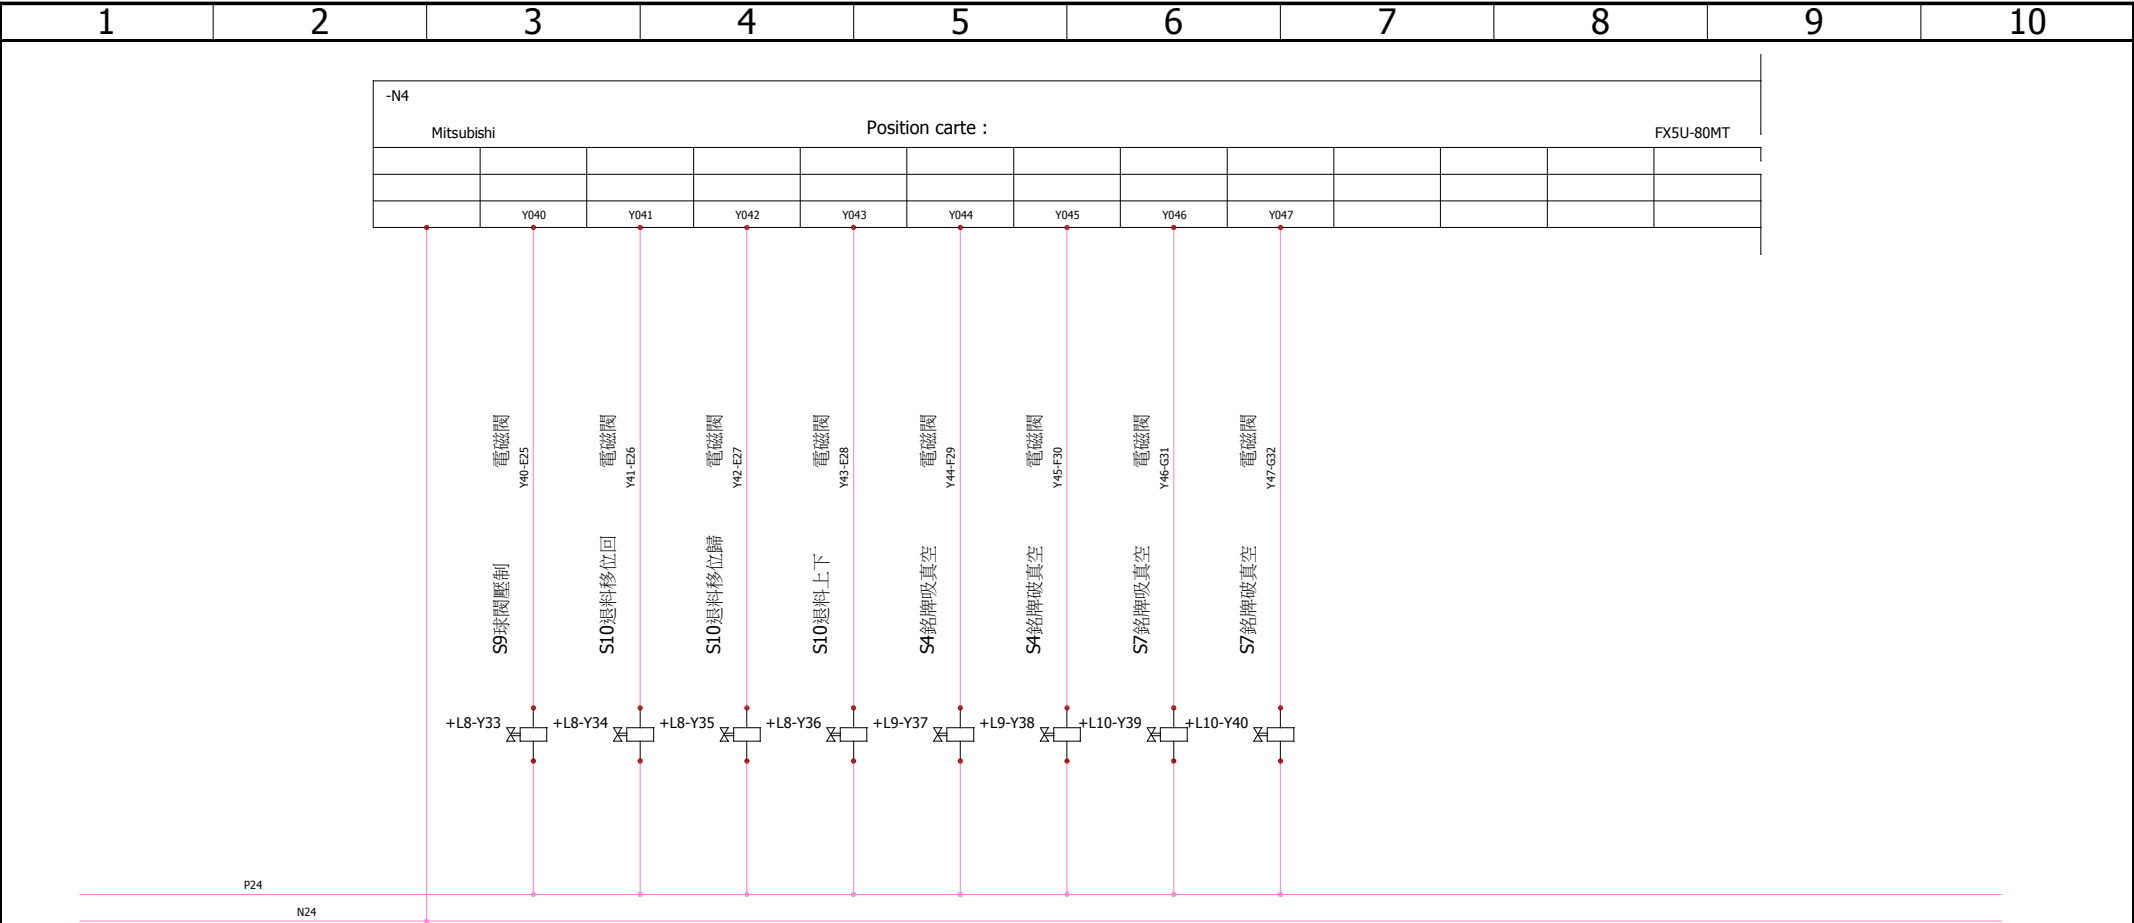 1 2 3 4 5 6 7 8 9 10
-N4
Mitsubishi Position carte : FX5U-80MT
Y040 Y041 Y042 Y043 Y044 Y045 Y046 Y047
S9球閥壓制 電磁閥
Y40-E25
S10退料移位回 電磁閥
Y41-E26
S10退料移位歸 電磁閥
Y42-E27
S10退料上下 電磁閥
Y43-E28
S4銘牌吸真空 電磁閥
Y44-F29
S4銘牌破真空 電磁閥
Y45-F30
S7銘牌吸真空 電磁閥
Y46-G31
S7銘牌破真空 電磁閥
Y47-G32
+L8-Y33 +L8-Y34 +L8-Y35 +L8-Y36 +L9-Y37 +L9-Y38 +L10-Y39 +L10-Y40
P24
N24